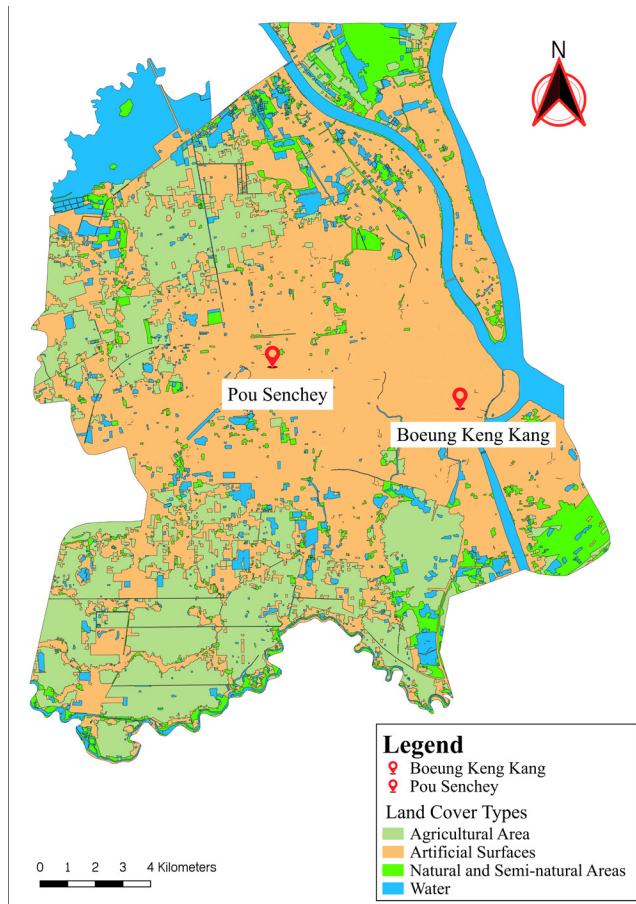 N
Pou Senchey
Boeung Keng Kang
Legend
Boeung Keng Kang
Pou Senchey
Land Cover Types
Agricultural Area
Artificial Surfaces
Natural and Semi-natural Areas
Water
0 1 2 3 4 Kilometers